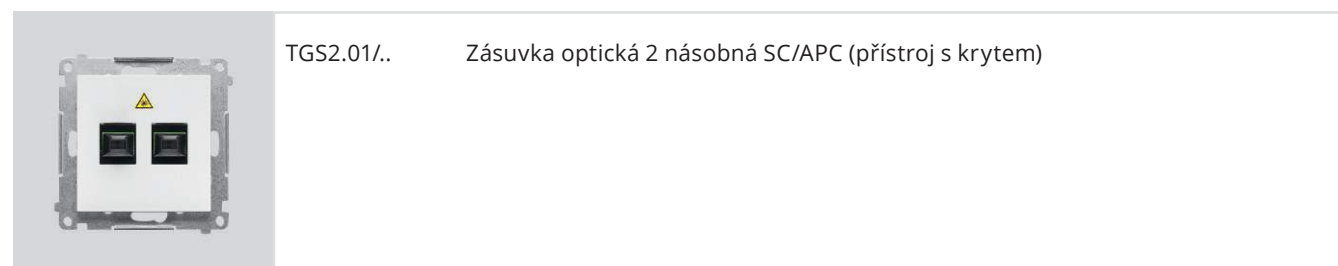 TGS2.01/..
Zásuvka optická 2 násobná SC/APC (přístroj s krytem)